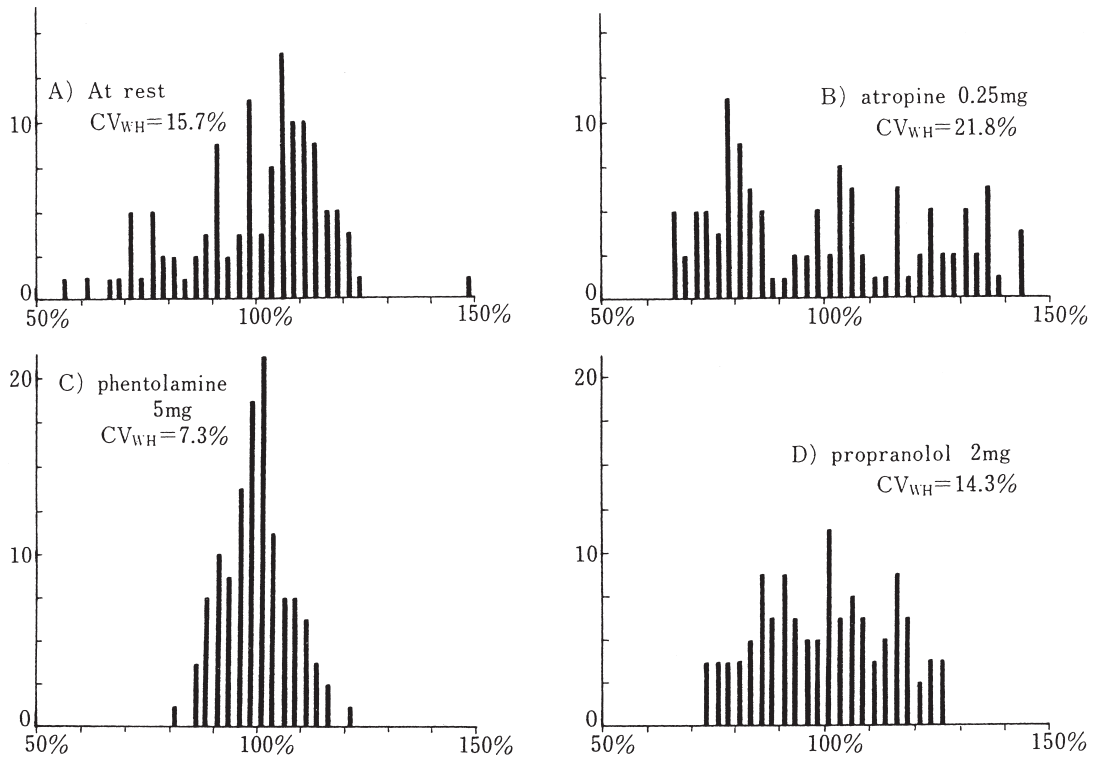 A) At rest
CVWH=15.7%
10
0
50% 100% 150%
B) atropine 0.25mg
CVWH=21.8%
10
0
50% 100% 150%
C) phentolamine
5mg
CVWH=7.3%
20
10
0
50% 100% 150%
D) propranolol 2mg
CVWH=14.3%
20
10
0
50% 100% 150%